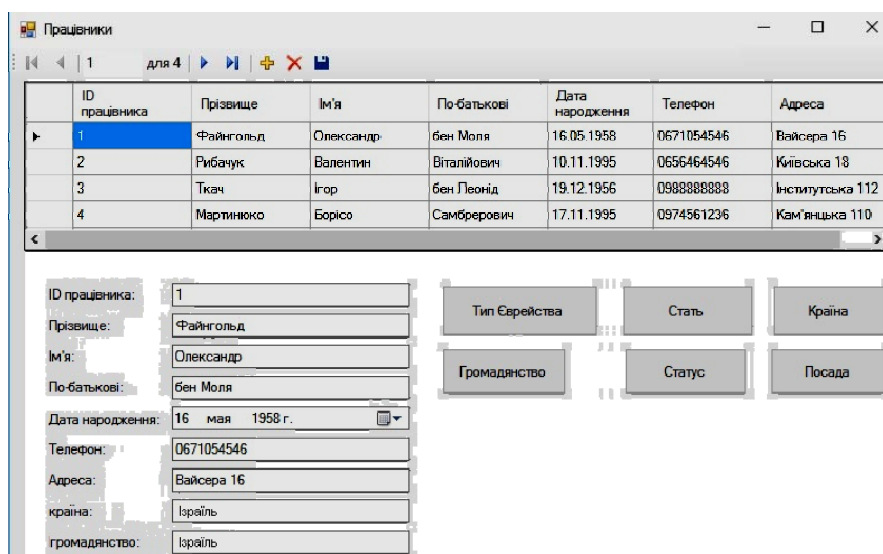 Працівники
1 для 4
ID працівника Прізвище Ім'я По-батькові Дата народження Телефон Адреса
1 Файнгольд Олександр бен Моля 16.05.1958 0671054546 Вайсера 16
2 Рибачук Валентин Віталійович 10.11.1995 0656464546 Київська 18
3 Ткач Ігор бен Леонід 19.12.1956 0988888888 Інститутська 112
4 Мартинюко Борісо Самбрерович 17.11.1995 0974561236 Кам'янцька 110
ID працівника: 1
Тип Єврейства Стать Країна
Прізвище: Файнгольд
Ім'я: Олександр
Громадянство Статус Посада
По-батькові: бен Моля
Дата народження: 16 мая 1958 г.
Телефон: 0671054546
Адреса: Вайсера 16
країна: Ізраїль
громадянство: Ізраїль